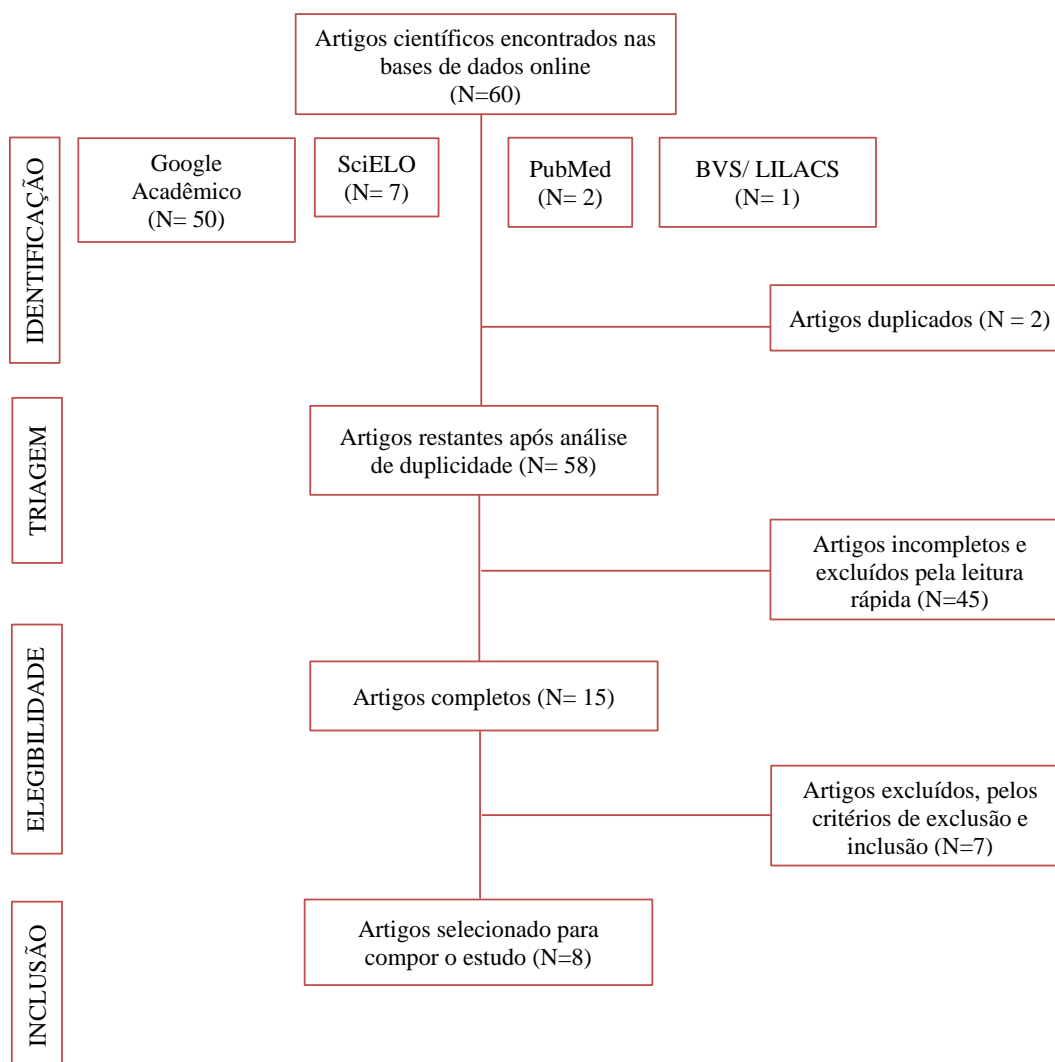 Artigos científicos encontrados nas
bases de dados online
(N=60)
IDENTIFICAÇÃO
Google
Acadêmico
(N= 50)
SciELO
(N= 7)
PubMed
(N= 2)
BVS/ LILACS
(N= 1)
Artigos duplicados (N = 2)
TRIAGEM
Artigos restantes após análise
de duplicidade (N= 58)
Artigos incompletos e
excluídos pela leitura
rápida (N=45)
ELEGIBILIDADE
Artigos completos (N= 15)
Artigos excluídos, pelos
critérios de exclusão e
inclusão (N=7)
INCLUSÃO
Artigos selecionado para
compor o estudo (N=8)